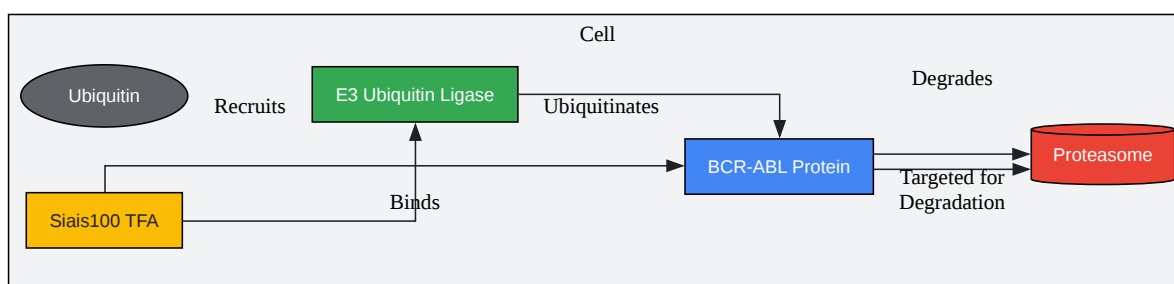 Cell
Ubiquitin
Recruits
E3 Ubiquitin Ligase
Ubiquitinates
Degrades
BCR-ABL Protein
Proteasome
Targeted for
Degradation
Siais100 TFA
Binds